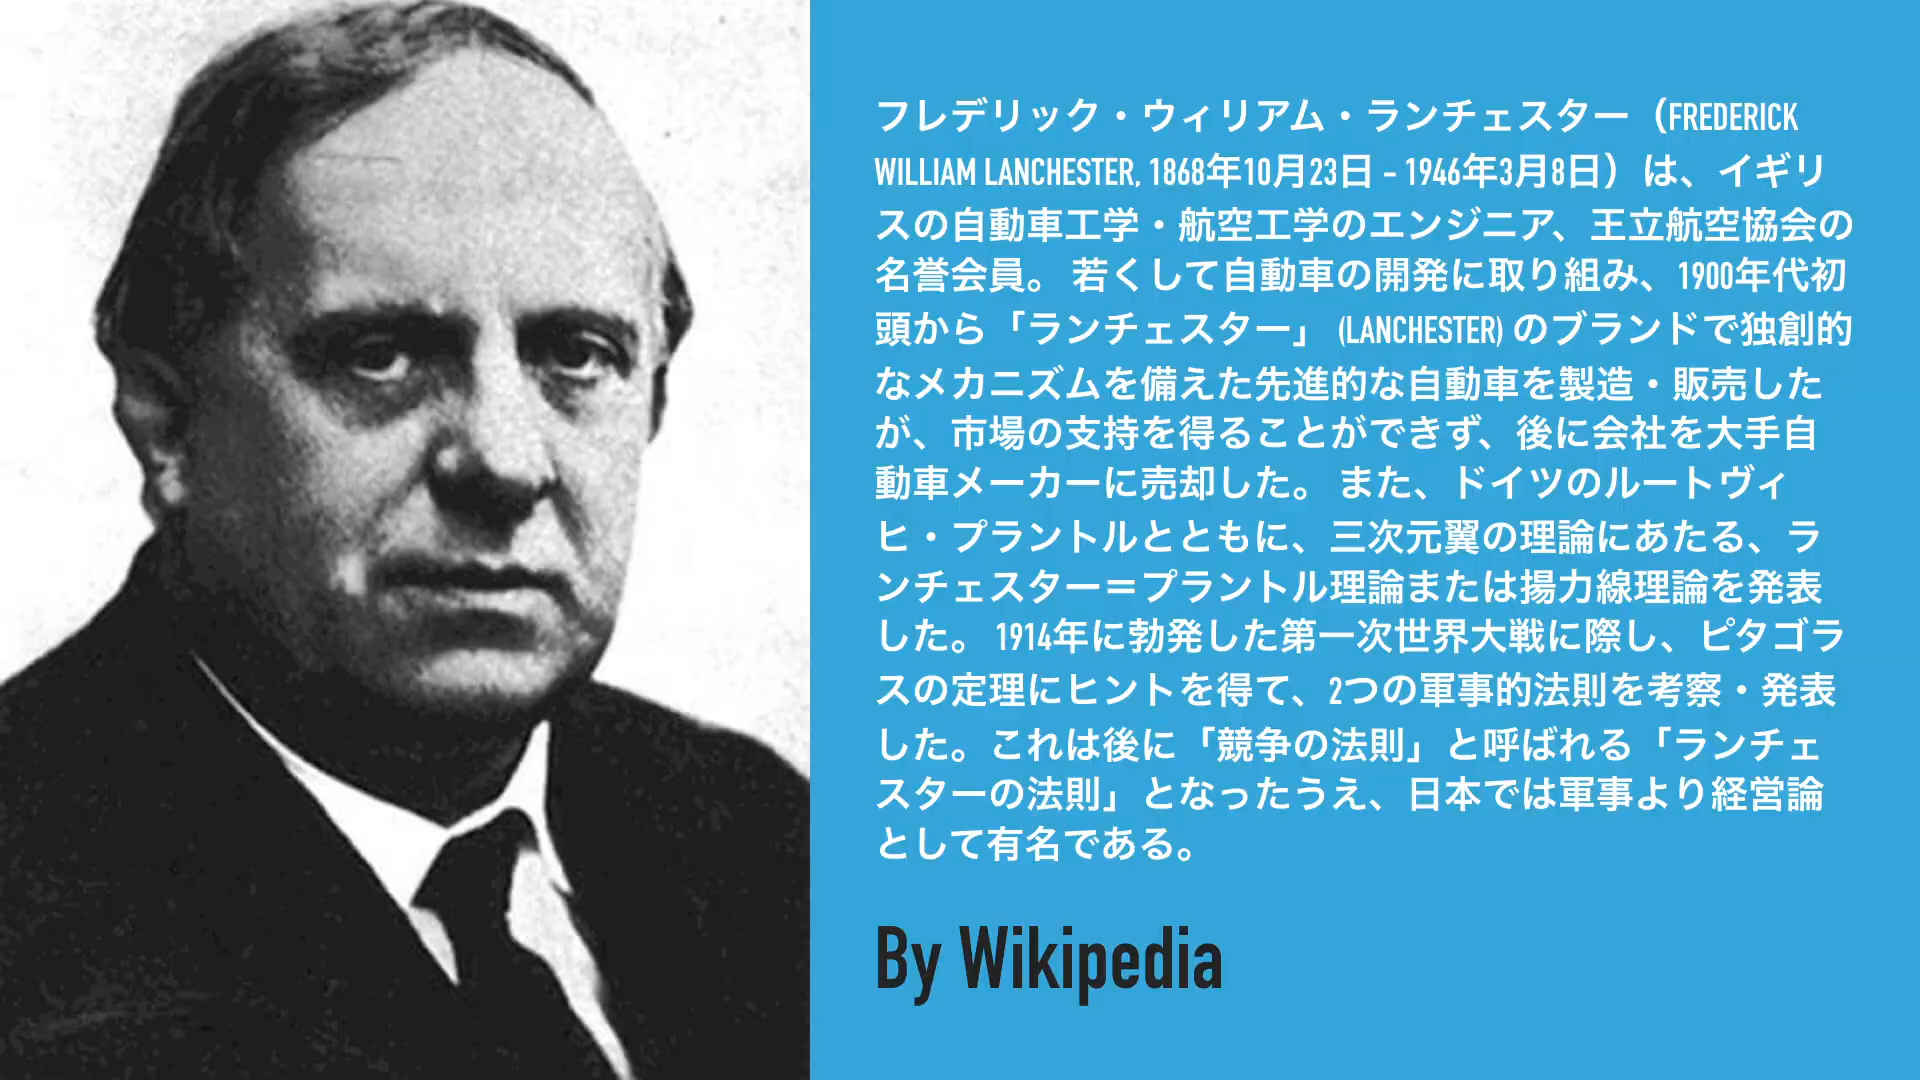 フレデリック・ウィリアム・ランチェスター（FREDERICK
WILLIAM LANCHESTER, 1868年10月23日 - 1946年3月8日）は、イギリ
スの自動車工学・航空工学のエンジニア、王立航空協会の
名誉会員。 若くして自動車の開発に取り組み、1900年代初
頭から「ランチェスター」 (LANCHESTER) のブランドで独創的
なメカニズムを備えた先進的な自動車を製造・販売した
が、市場の支持を得ることができず、後に会社を大手自
動車メーカーに売却した。 また、ドイツのルートヴィ
ヒ・プラントルとともに、三次元翼の理論にあたる、ラ
ンチェスター＝プラントル理論または揚力線理論を発表
した。 1914年に勃発した第一次世界大戦に際し、ピタゴラ
スの定理にヒントを得て、2つの軍事的法則を考察・発表
した。これは後に「競争の法則」と呼ばれる「ランチェ
スターの法則」となったうえ、日本では軍事より経営論
として有名である。
By Wikipedia